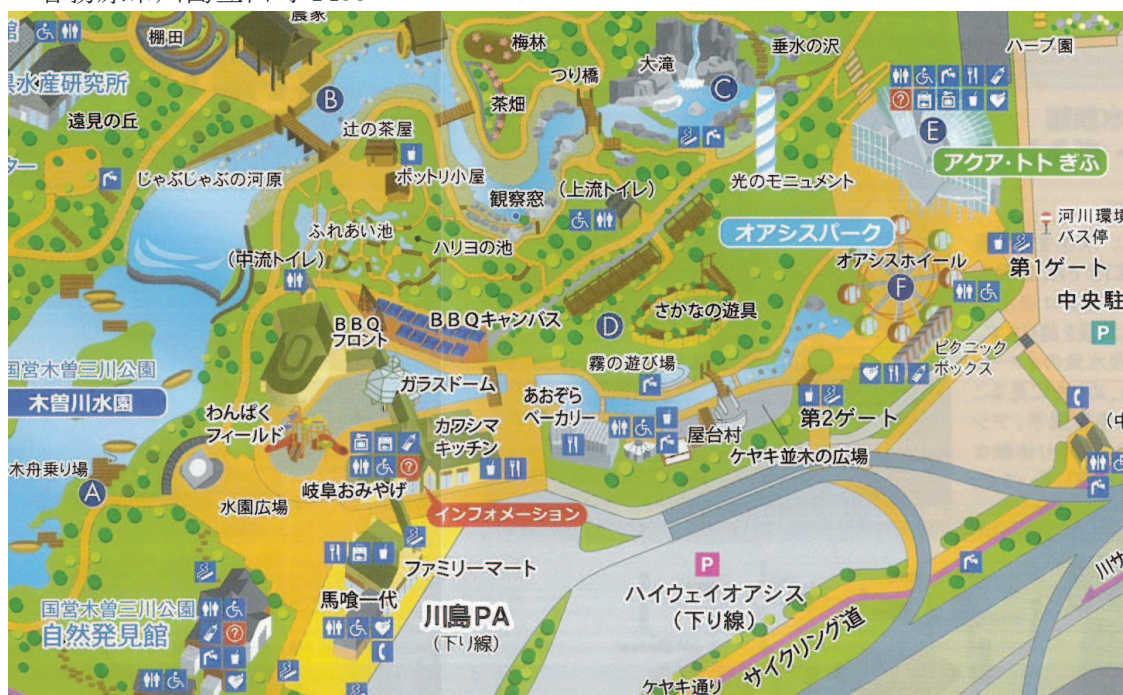 農家
棚田
梅林
垂水の沢
大滝
つり橋
ハーブ園
水産研究所
B
C
E
茶畑
遠見の丘
辻の茶屋
アクア・トトぎふ
じゃぶじゃぶの河原
ポットリ小屋
観察窓
(上流トイレ)
光のモニュメント
ふれあい池
ハリヨの池
オアシスパーク
河川環境
バス停
(中流トイレ)
オアシスホイール
第1ゲート
F
中央駐
P
さかなの遊具
BBQ
フロント
BBQキャンバス
D
ピクニック
ボックス
国営木曽三川公園
木曽川水園
ガラスドーム
霧の遊び場
あおぞら
ベーカリー
わんぱく
フィールド
カワシマ
キッチン
屋台村
第2ゲート
ケヤキ並木の広場
木舟乗り場
A
岐阜おみやげ
水園広場
インフォメーション
ファミリーマート
P
馬喰一代
川島PA
(下り線)
ハイウェイオアシス
(下り線)
国営木曽三川公園
自然発見館
サイクリング道
ケヤキ通り
川サ